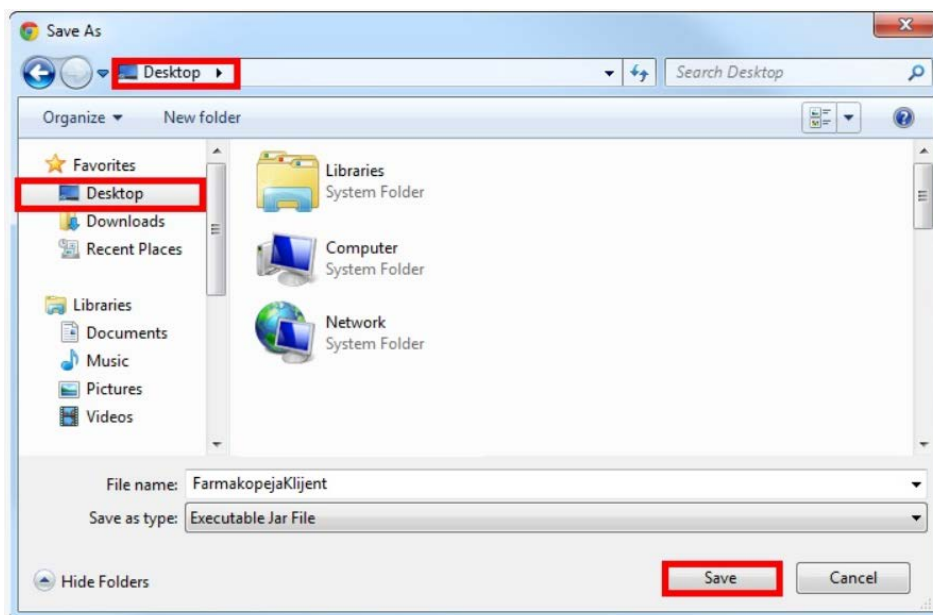 Save As
Desktop
Search Desktop
Organize
New folder
Favorites
Desktop
Downloads
Recent Places
Libraries
Documents
Music
Pictures
Videos
Libraries
System Folder
Computer
System Folder
Network
System Folder
File name: FarmakopejaKlijent
Save as type: Executable Jar File
Hide Folders
Save
Cancel